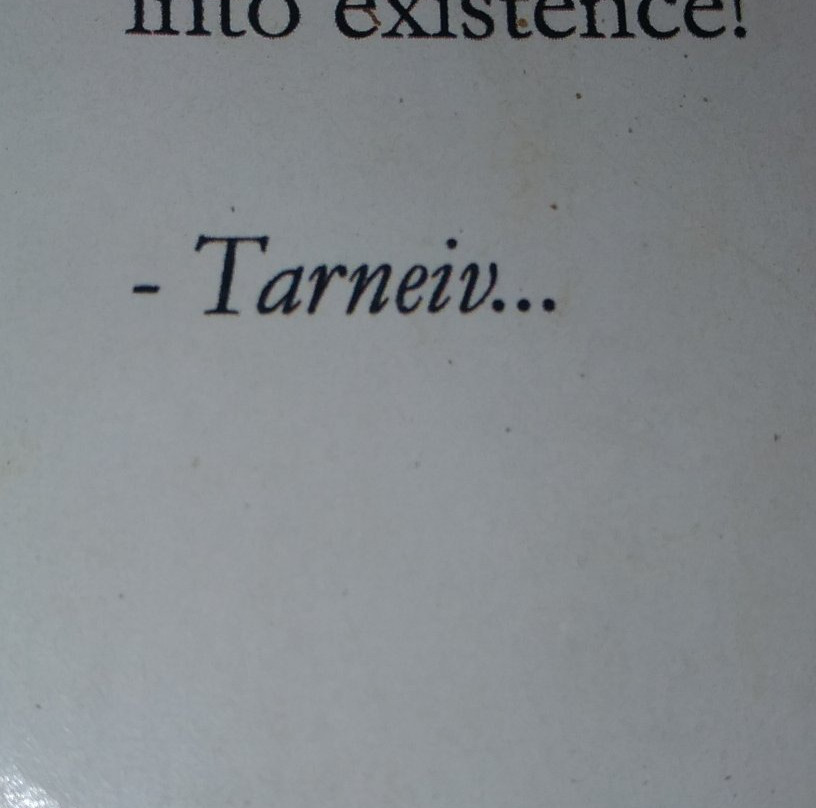 into existence!
- Tarneiv...